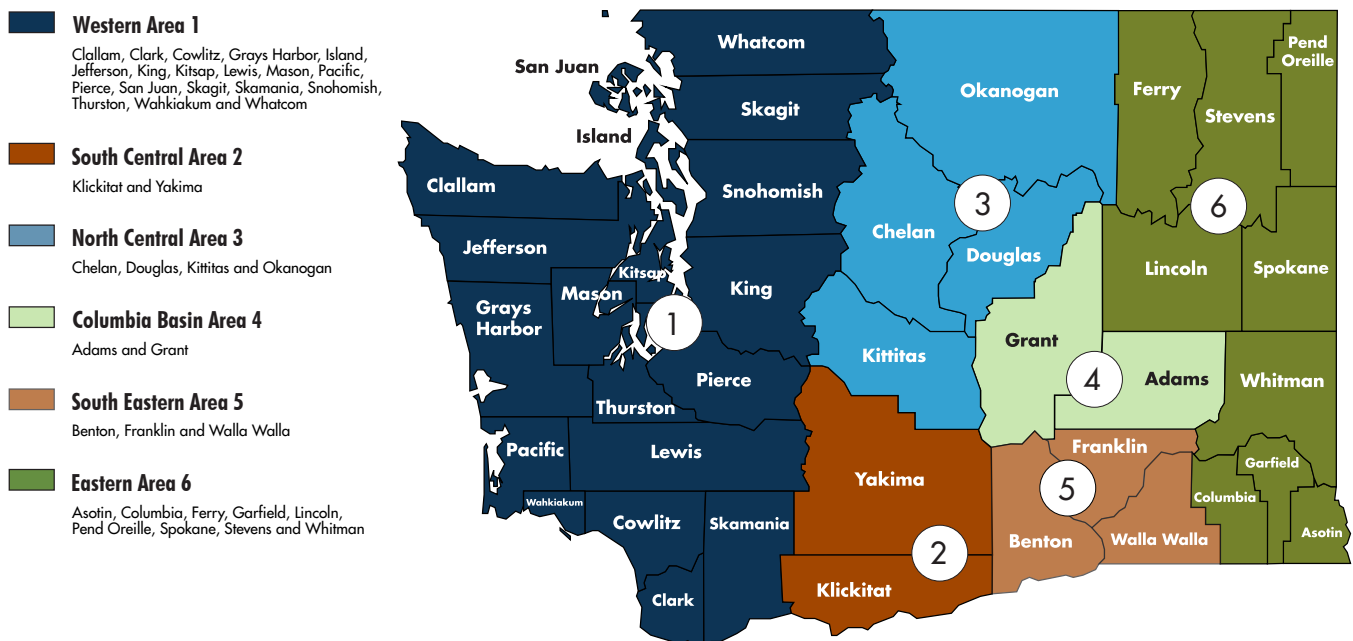 Western Area 1
Clallam, Clark, Cowlitz, Grays Harbor, Island,
Jefferson, King, Kitsap, Lewis, Mason, Pacific,
Pierce, San Juan, Skagit, Skamania, Snohomish,
Thurston, Wahkiakum and Whatcom
South Central Area 2
Klickitat and Yakima
North Central Area 3
Chelan, Douglas, Kittitas and Okanogan
Columbia Basin Area 4
Adams and Grant
South Eastern Area 5
Benton, Franklin and Walla Walla
Eastern Area 6
Asotin, Columbia, Ferry, Garfield, Lincoln,
Pend Oreille, Spokane, Stevens and Whitman
Whatcom
San Juan
Skagit
Island
Clallam
Snohomish
Jefferson
Kitsap
Mason
King
Grays
Harbor
1
Pierce
Thurston
Pacific
Lewis
Wahkiakum
Cowlitz
Skamania
Clark
Okanogan
3
Chelan
Douglas
Kittitas
Ferry
Pend
Oreille
Stevens
6
Lincoln
Spokane
Grant
4
Adams
Whitman
Yakima
2
Klickitat
Franklin
5
Benton
Walla Walla
Garfield
Columbia
Asotin